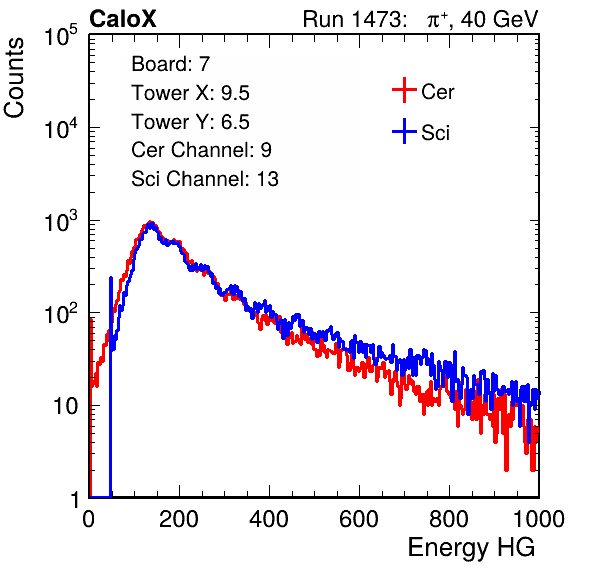 CaloX Run 1473: π⁺, 40 GeV
Counts
10⁵
10⁴
10³
10²
10
1
Board: 7
Tower X: 9.5
Tower Y: 6.5
Cer Channel: 9
Sci Channel: 13
Cer
Sci
0 200 400 600 800 1000
Energy HG